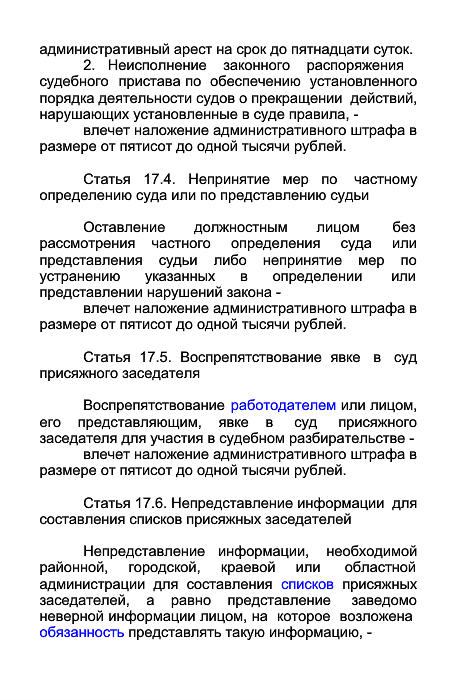 административный арест на срок до пятнадцати суток.
2. Неисполнение законного распоряжения
судебного пристава по обеспечению установленного
порядка деятельности судов о прекращении действий,
нарушающих установленные в суде правила, -
влечет наложение административного штрафа в
размере от пятисот до одной тысячи рублей.
Статья 17.4. Непринятие мер по частному
определению суда или по представлению судьи
Оставление должностным лицом без
рассмотрения частного определения суда или
представления судьи либо непринятие мер по
устранению указанных в определении или
представлении нарушений закона -
влечет наложение административного штрафа в
размере от пятисот до одной тысячи рублей.
Статья 17.5. Воспрепятствование явке в суд
присяжного заседателя
Воспрепятствование работодателем или лицом,
его представляющим, явке в суд присяжного
заседателя для участия в судебном разбирательстве -
влечет наложение административного штрафа в
размере от пятисот до одной тысячи рублей.
Статья 17.6. Непредставление информации для
составления списков присяжных заседателей
Непредставление информации, необходимой
районной, городской, краевой или областной
администрации для составления списков присяжных
заседателей, а равно представление заведомо
неверной информации лицом, на которое возложена
обязанность представлять такую информацию, -